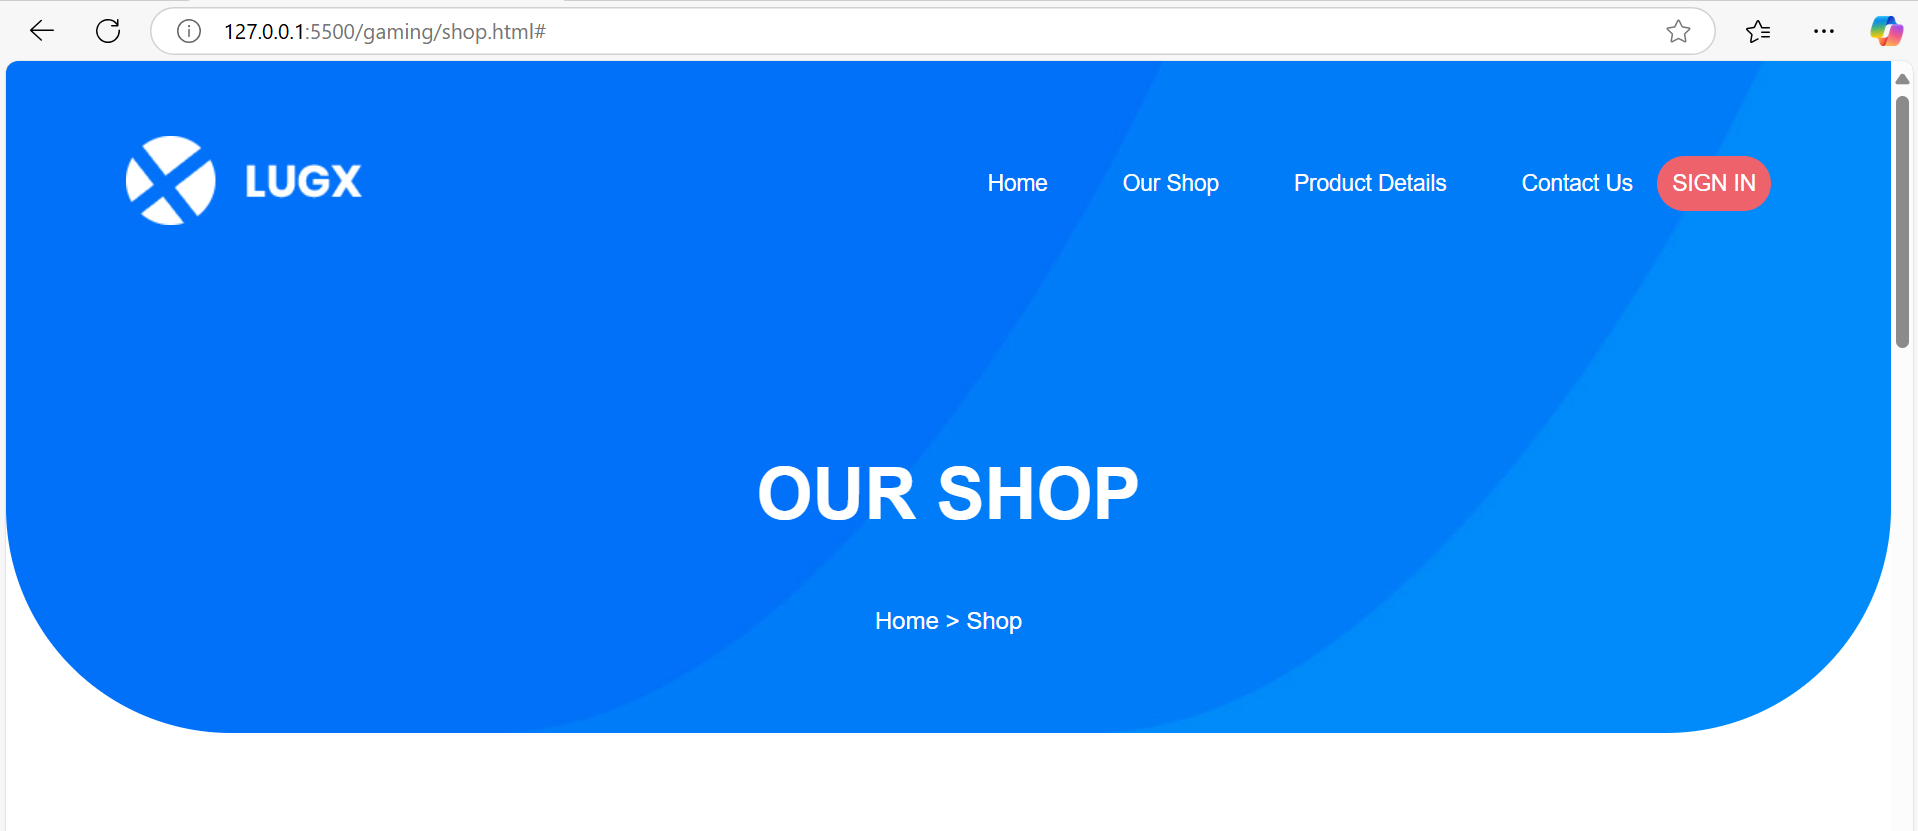 127.0.0.1:5500/gaming/shop.html#
LUGX
Home Our Shop Product Details Contact Us SIGN IN
OUR SHOP
Home > Shop